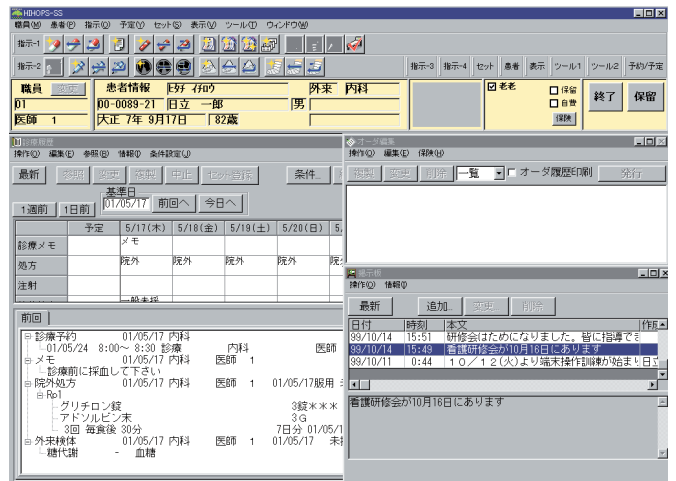 HIHOPS-SS
職員(M) 患者(P) 指示(O) 予定(V) セット(S) 表示(V) ツール(T) ウィンドウ(W)
指示-1
指示-2 指示-3 指示-4 セット 患者 表示 ツール1 ツール2 予約/予定
職員 変更 患者情報 ヒタチ イチロウ 外来 内科 老老 保留 終了 保留
01 00-0089-21 日立 一郎 男 自替
医師 1 大正 7年 9月17日 82歳 保険
診療履歴
操作(O) 編集(E) 参照(R) 情報(I) 条件設定(J)
最新 参照 変更 複製 中止 セット登録 条件...
基準日
1週前 1日前 01/05/17 前回へ 今日へ
予定 5/17(木) 5/18(金) 5/19(土) 5/20(日) 5/
診療メモ メモ
処方 院外 院外 院外 院外 院
注射
一般末採
前回
診療予約 01/05/17 内科
01/05/24 8:00～ 8:30 診療 内科 医師
メモ 01/05/17 内科 医師 1
診療前に採血して下さい
院外処方 01/05/17 内科 医師 1 01/05/17服用
Rp1
グリチロン錠 3錠＊＊＊
アドソルビン末 3G
3回 毎食後 30分 7日分 01/05/1
外来検体 01/05/17 内科 医師 1 01/05/17 未
糖代謝 - 血糖
オーダ編集
操作(O) 編集(E) 保険(H)
複製 変更 削除 一覧 オーダ履歴印刷 発行
掲示板
操作(O) 情報(I)
最新 追加... 変更 削除
日付 時刻 本文 作成
99/10/14 15:51 研修会はためになりました。皆に指導でき
99/10/14 15:49 看護研修会が10月16日にあります
99/10/11 0:44 10／12(火)より端末操作訓練が始まり 日立
看護研修会が10月16日にあります